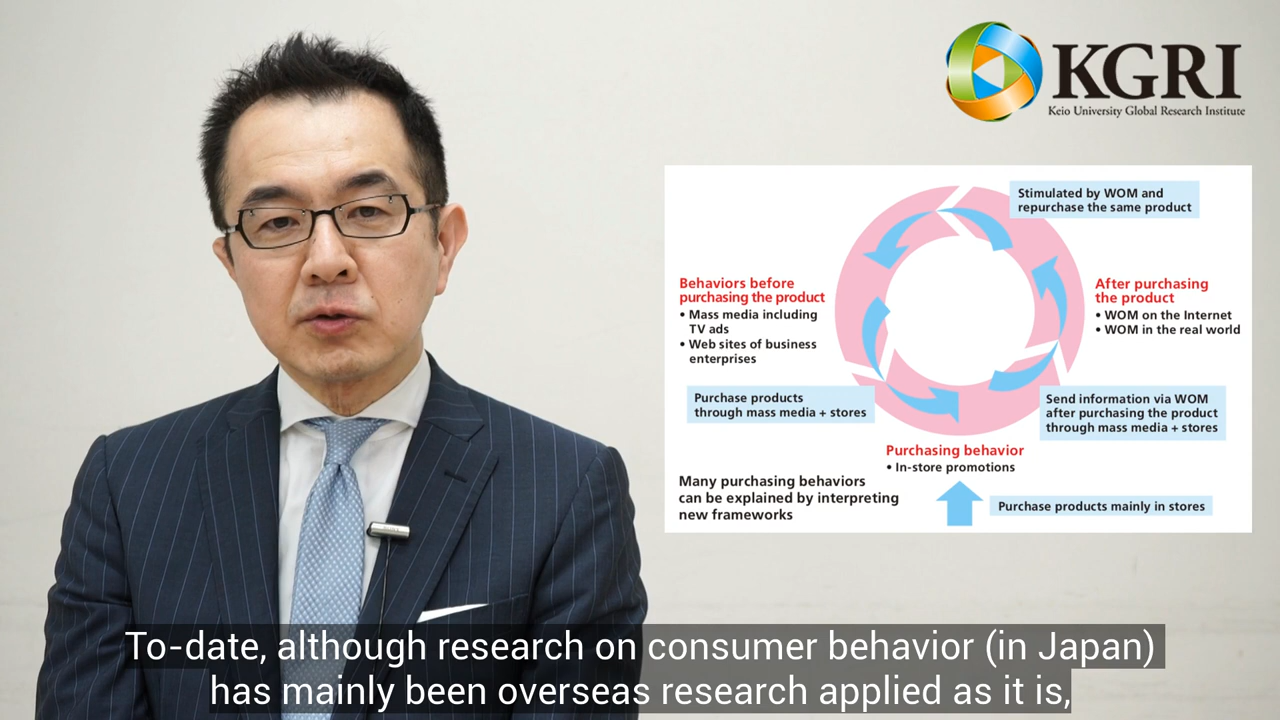 KGRI
Keio University Global Research Institute
Stimulated by WOM and
repurchase the same product
Behaviors before
purchasing the product
• Mass media including
TV ads
• Web sites of business
enterprises
After purchasing
the product
• WOM on the Internet
• WOM in the real world
Purchase products
through mass media + stores
Send information via WOM
after purchasing the product
through mass media + stores
Purchasing behavior
• In-store promotions
Many purchasing behaviors
can be explained by interpreting
new frameworks
Purchase products mainly in stores
To-date, although research on consumer behavior (in Japan)
has mainly been overseas research applied as it is,